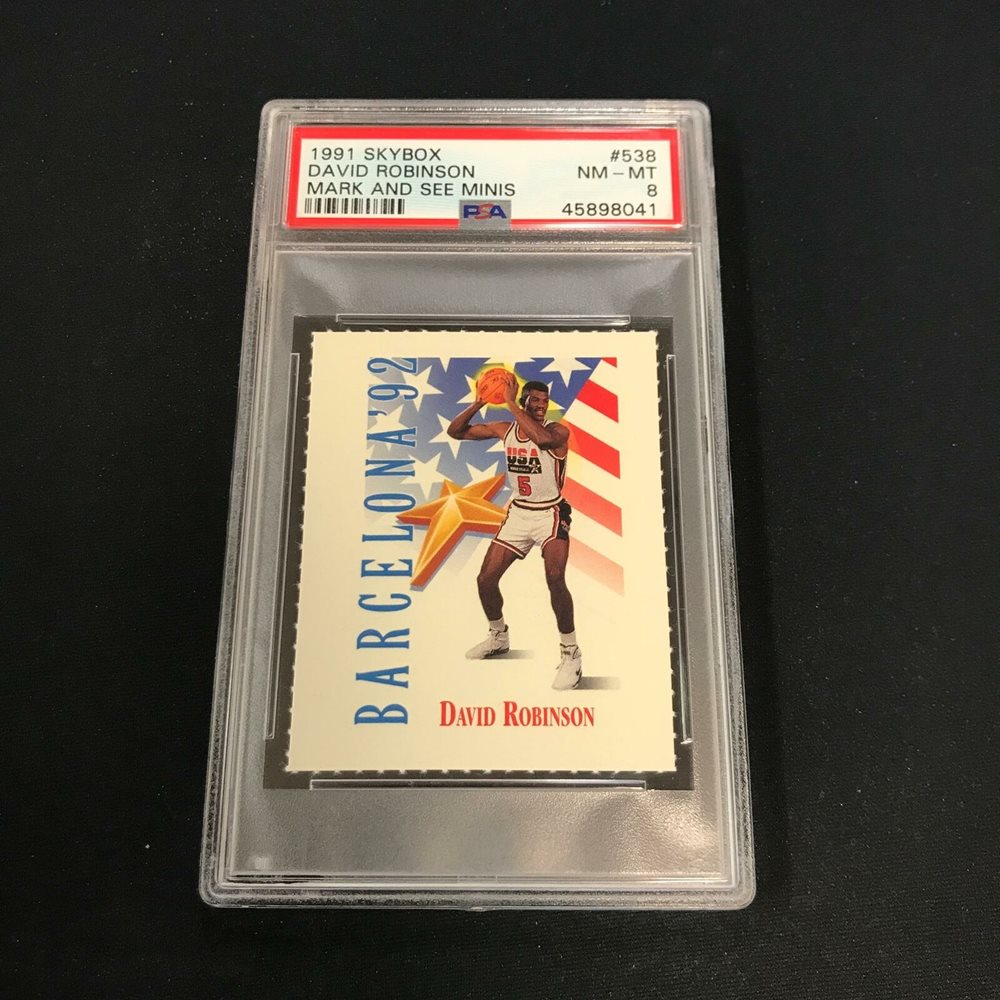 1991 SKYBOX #538
DAVID ROBINSON NM - MT
MARK AND SEE MINIS 8
PSA 45898041
BARCELONA '92
USA
5
DAVID ROBINSON